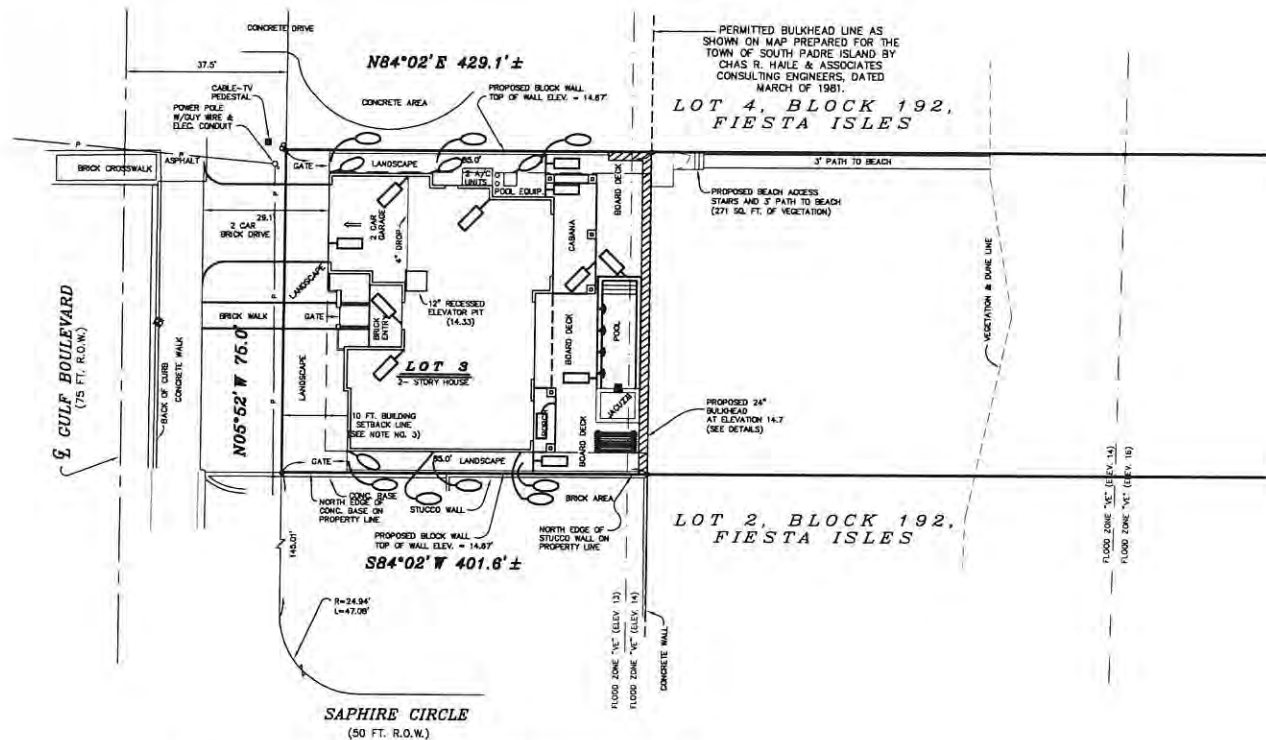 CONCRETE DRIVE
PERMITTED BULKHEAD LINE AS
SHOWN ON MAP PREPARED FOR THE
TOWN OF SOUTH PADRE ISLAND BY
CHAS R. HAILE & ASSOCIATES
CONSULTING ENGINEERS, DATED
MARCH OF 1981.
N84°02'E 429.1'±
37.5'
CABLE-TV
PEDESTAL
POWER POLE
W/GUY WIRE &
ELEC. CONDUIT
CONCRETE AREA
PROPOSED BLOCK WALL
TOP OF WALL ELEV. = 14.67'
LOT 4, BLOCK 192,
FIESTA ISLES
P
P
ASPHALT
BRICK CROSSWALK
GATE
LANDSCAPE
65.0'
2 A/C
UNITS
POOL EQUIP.
BOARD DECK
3' PATH TO BEACH
PROPOSED BEACH ACCESS
STAIRS AND 3' PATH TO BEACH
(271 SQ. FT. OF VEGETATION)
P
29.1'
2 CAR
BRICK DRIVE
2 CAR
GARAGE
4" DROP
CABANA
LANDSCAPE
P
12" RECESSED
ELEVATOR PIT
(14.33)
BRICK WALK
GATE
BRICK
ENTRY
BOARD DECK
POOL
VEGETATION & DUNE LINE
℄ GULF BOULEVARD
(75 FT. R.O.W.)
BACK OF CURB
CONCRETE WALK
N05°52'W 75.0'
LANDSCAPE
P
LOT 3
2- STORY HOUSE
JACUZZI
PROPOSED 24"
BULKHEAD
AT ELEVATION 14.7
(SEE DETAILS)
10 FT. BUILDING
SETBACK LINE
(SEE NOTE NO. 3)
BOARD DECK
GATE
65.0'
LANDSCAPE
CONC. BASE
NORTH EDGE OF
CONC. BASE ON
PROPERTY LINE
STUCCO WALL
BRICK AREA
PROPOSED BLOCK WALL
TOP OF WALL ELEV. = 14.67'
NORTH EDGE OF
STUCCO WALL ON
PROPERTY LINE
LOT 2, BLOCK 192,
FIESTA ISLES
145.01'
S84°02'W 401.6'±
R=24.94'
L=47.08'
FLOOD ZONE "VE" (ELEV. 13)
FLOOD ZONE "VE" (ELEV. 14)
CONCRETE WALL
FLOOD ZONE "VE" (ELEV. 14)
FLOOD ZONE "VE" (ELEV. 15)
SAPHIRE CIRCLE
(50 FT. R.O.W.)